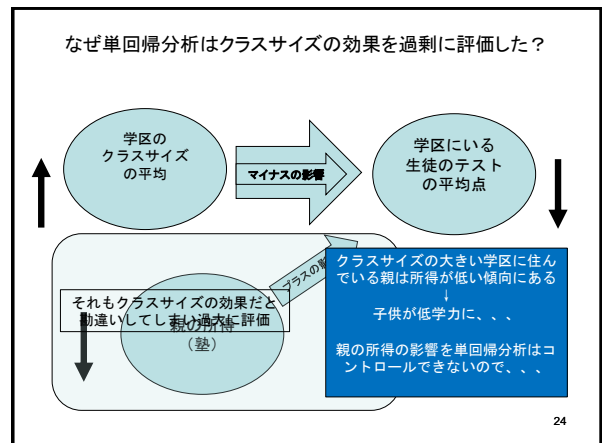 なぜ単回帰分析はクラスサイズの効果を過剰に評価した？
学区の
クラスサイズ
の平均
マイナスの影響
学区にいる
生徒のテスト
の平均点
プラスの影
クラスサイズの大きい学区に住ん
でいる親は所得が低い傾向にある
↓
子供が低学力に、、、
親の所得の影響を単回帰分析はコ
ントロールできないので、、、
それもクラスサイズの効果だと
勘違いしてしまい過大に評価
親の所得
（塾）
24